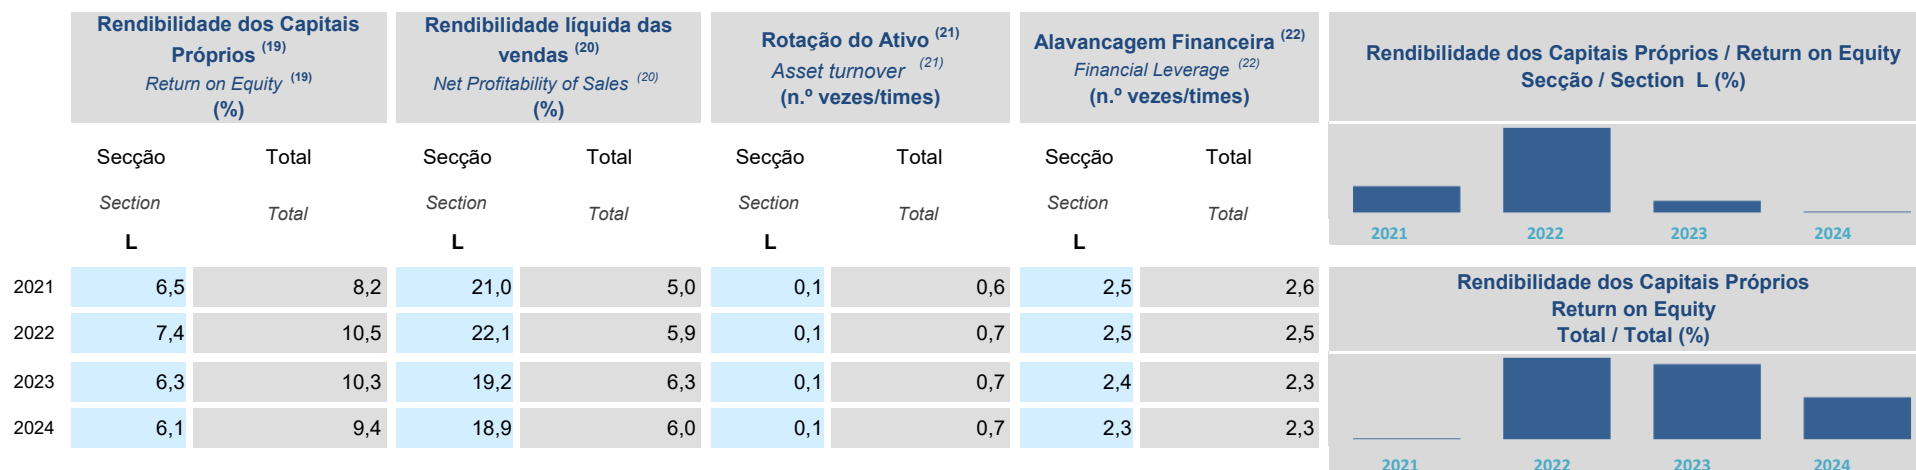 Rendibilidade dos Capitais
Próprios (19)
Return on Equity (19)
(%)
Rendibilidade líquida das
vendas (20)
Net Profitability of Sales (20)
(%)
Rotação do Ativo (21)
Asset turnover (21)
(n.º vezes/times)
Alavancagem Financeira (22)
Financial Leverage (22)
(n.º vezes/times)
Secção Total Secção Total Secção Total Secção Total
Section Total Section Total Section Total Section Total
L L L L
2021 6,5 8,2 21,0 5,0 0,1 0,6 2,5 2,6
2022 7,4 10,5 22,1 5,9 0,1 0,7 2,5 2,5
2023 6,3 10,3 19,2 6,3 0,1 0,7 2,4 2,3
2024 6,1 9,4 18,9 6,0 0,1 0,7 2,3 2,3
Rendibilidade dos Capitais Próprios / Return on Equity
Secção / Section L (%)
2021 2022 2023 2024
Rendibilidade dos Capitais Próprios
Return on Equity
Total / Total (%)
2021 2022 2023 2024